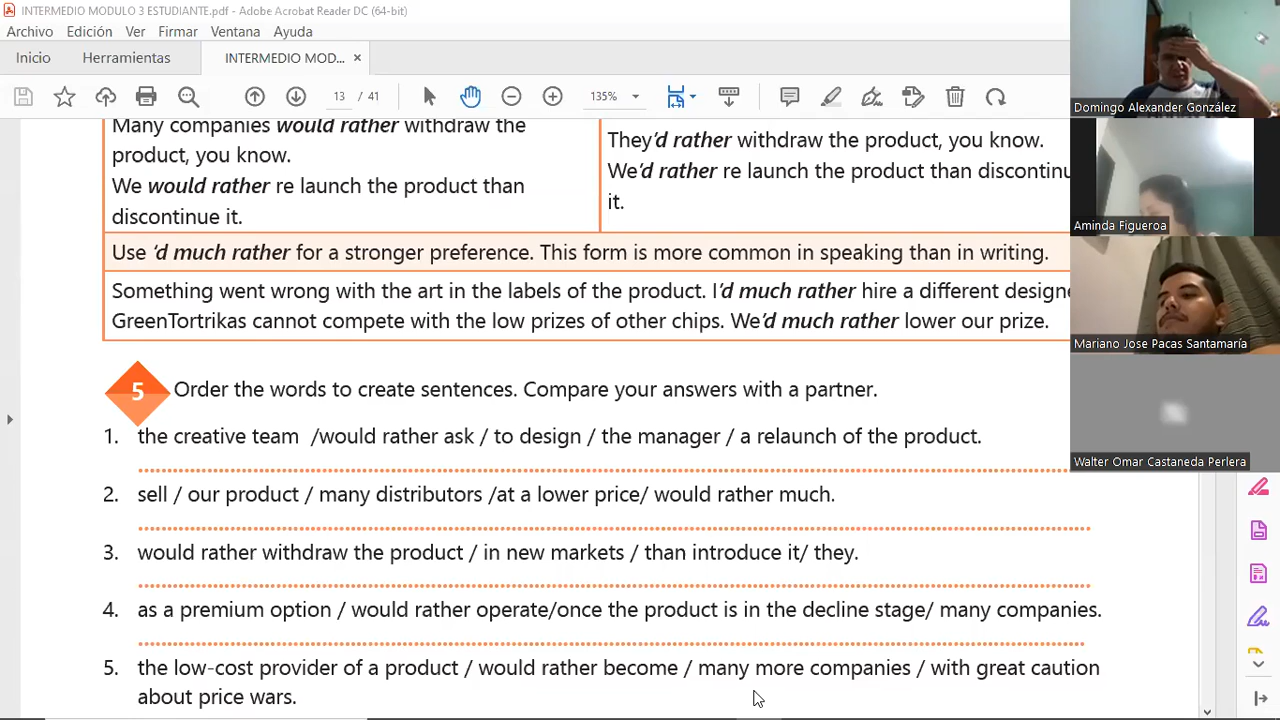 INTERMEDIO MODULO 3 ESTUDIANTE.pdf - Adobe Acrobat Reader DC (64-bit)
Archivo Edición Ver Firmar Ventana Ayuda
Inicio Herramientas INTERMEDIO MOD... ×
13 / 41 135%
Many companies would rather withdraw the
product, you know.
We would rather re launch the product than
discontinue it.
They'd rather withdraw the product, you know.
We'd rather re launch the product than discontinu
it.
Use 'd much rather for a stronger preference. This form is more common in speaking than in writing.
Something went wrong with the art in the labels of the product. I'd much rather hire a different designe
GreenTortrikas cannot compete with the low prizes of other chips. We'd much rather lower our prize.
5 Order the words to create sentences. Compare your answers with a partner.
1. the creative team /would rather ask / to design / the manager / a relaunch of the product.
2. sell / our product / many distributors /at a lower price/ would rather much.
3. would rather withdraw the product / in new markets / than introduce it/ they.
4. as a premium option / would rather operate/once the product is in the decline stage/ many companies.
5. the low-cost provider of a product / would rather become / many more companies / with great caution
about price wars.
Domingo Alexander González
Aminda Figueroa
Mariano Jose Pacas Santamaría
Walter Omar Castaneda Perlera